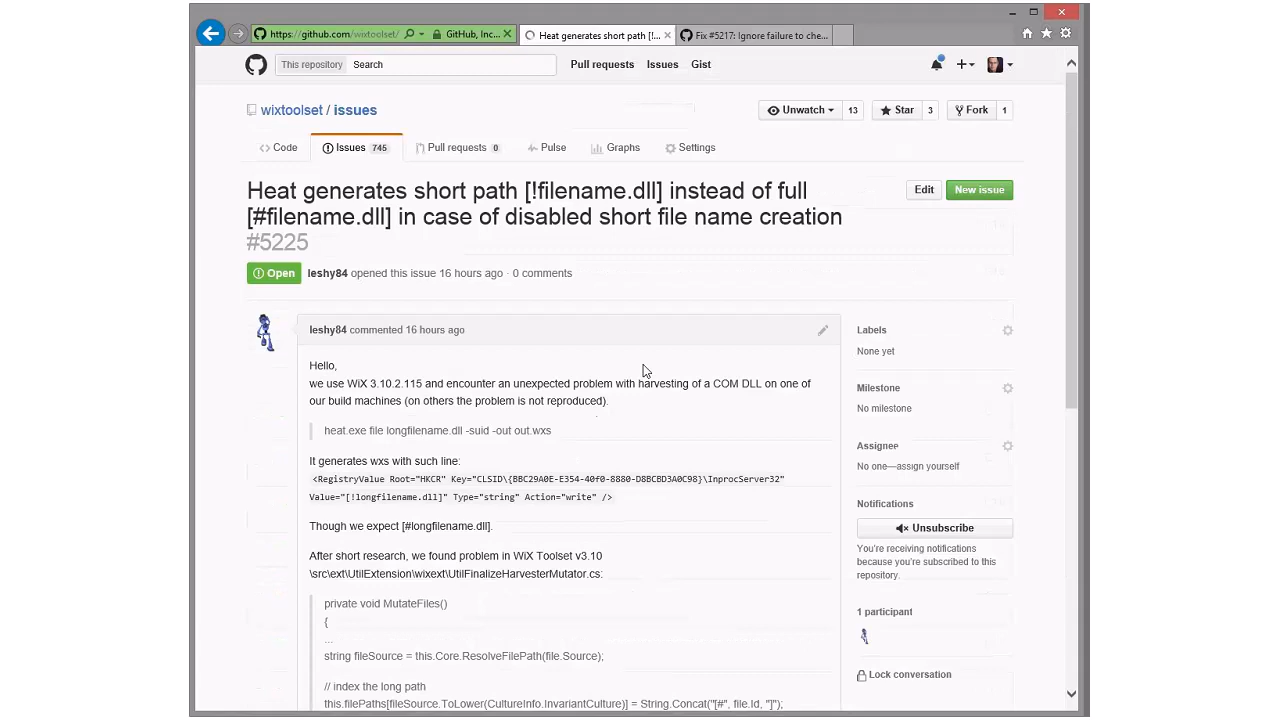 https://github.com/wixtoolset/ GitHub, Inc... Heat generates short path [!... Fix #5217: Ignore failure to che...
This repository Search Pull requests Issues Gist
wixtoolset / issues Unwatch 13 Star 3 Fork 1
Code Issues 745 Pull requests 0 Pulse Graphs Settings
Heat generates short path [!filename.dll] instead of full
[#filename.dll] in case of disabled short file name creation
#5225
Edit New issue
Open leshy84 opened this issue 16 hours ago · 0 comments
leshy84 commented 16 hours ago
Hello,
we use WiX 3.10.2.115 and encounter an unexpected problem with harvesting of a COM DLL on one of
our build machines (on others the problem is not reproduced).
heat.exe file longfilename.dll -suid -out out.wxs
It generates wxs with such line:
<RegistryValue Root="HKCR" Key="CLSID\{BBC29A0E-E354-40f0-8880-D8BCBD3A0C98}\InprocServer32"
Value="[!longfilename.dll]" Type="string" Action="write" />
Though we expect [#longfilename.dll].
After short research, we found problem in WiX Toolset v3.10
\src\ext\UtilExtension\wixext\UtilFinalizeHarvesterMutator.cs:
private void MutateFiles()
{
...
string fileSource = this.Core.ResolveFilePath(file.Source);
// index the long path
this.filePaths[fileSource.ToLower(CultureInfo.InvariantCulture)] = String.Concat("[#", file.Id, "]");
Labels
None yet
Milestone
No milestone
Assignee
No one—assign yourself
Notifications
Unsubscribe
You're receiving notifications
because you're subscribed to this
repository.
1 participant
Lock conversation